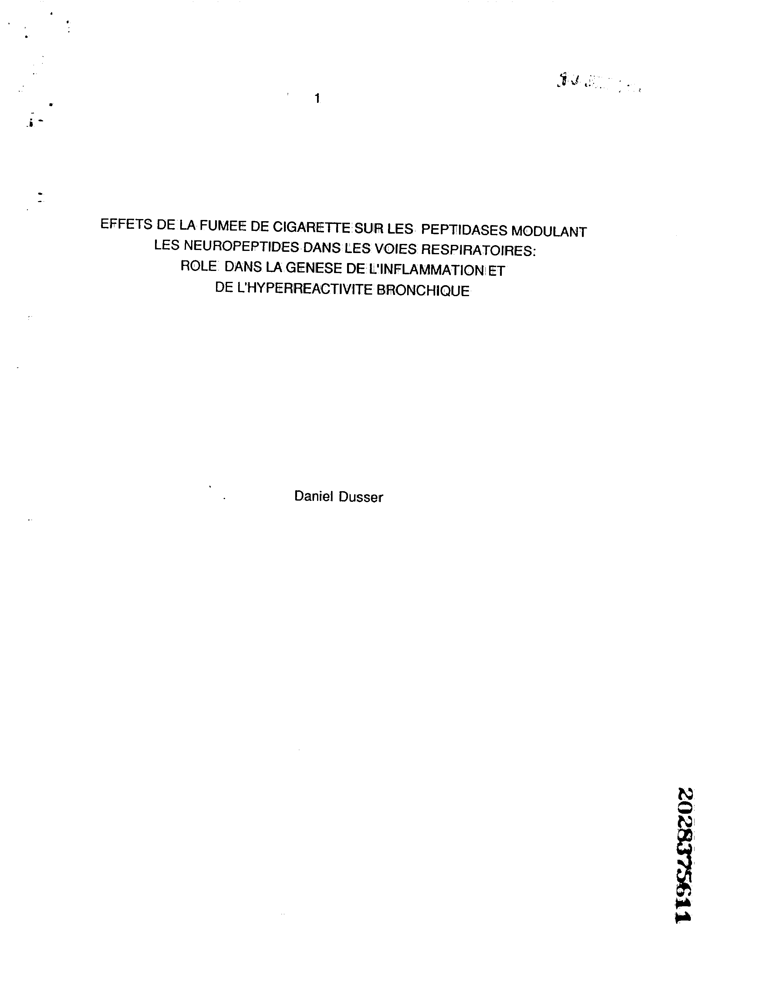 1
EFFETS DE LA FUMEE DE CIGARETTE SUR LES PEPTIDASES MODULANT
LES NEUROPEPTIDES DANS LES VOIES RESPIRATOIRES:
ROLE DANS LA GENESE DE L'INFLAMMATION ET
DE L'HYPERREACTIVITE BRONCHIQUE
Daniel Dusser
2028375611